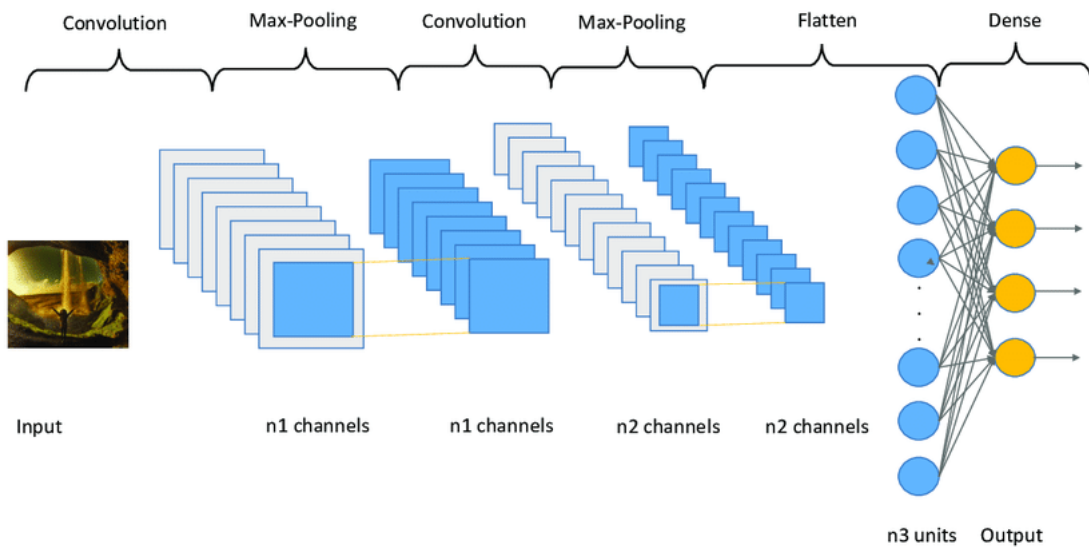 Convolution Max-Pooling Convolution Max-Pooling Flatten Dense
Input n1 channels n1 channels n2 channels n2 channels
n3 units Output